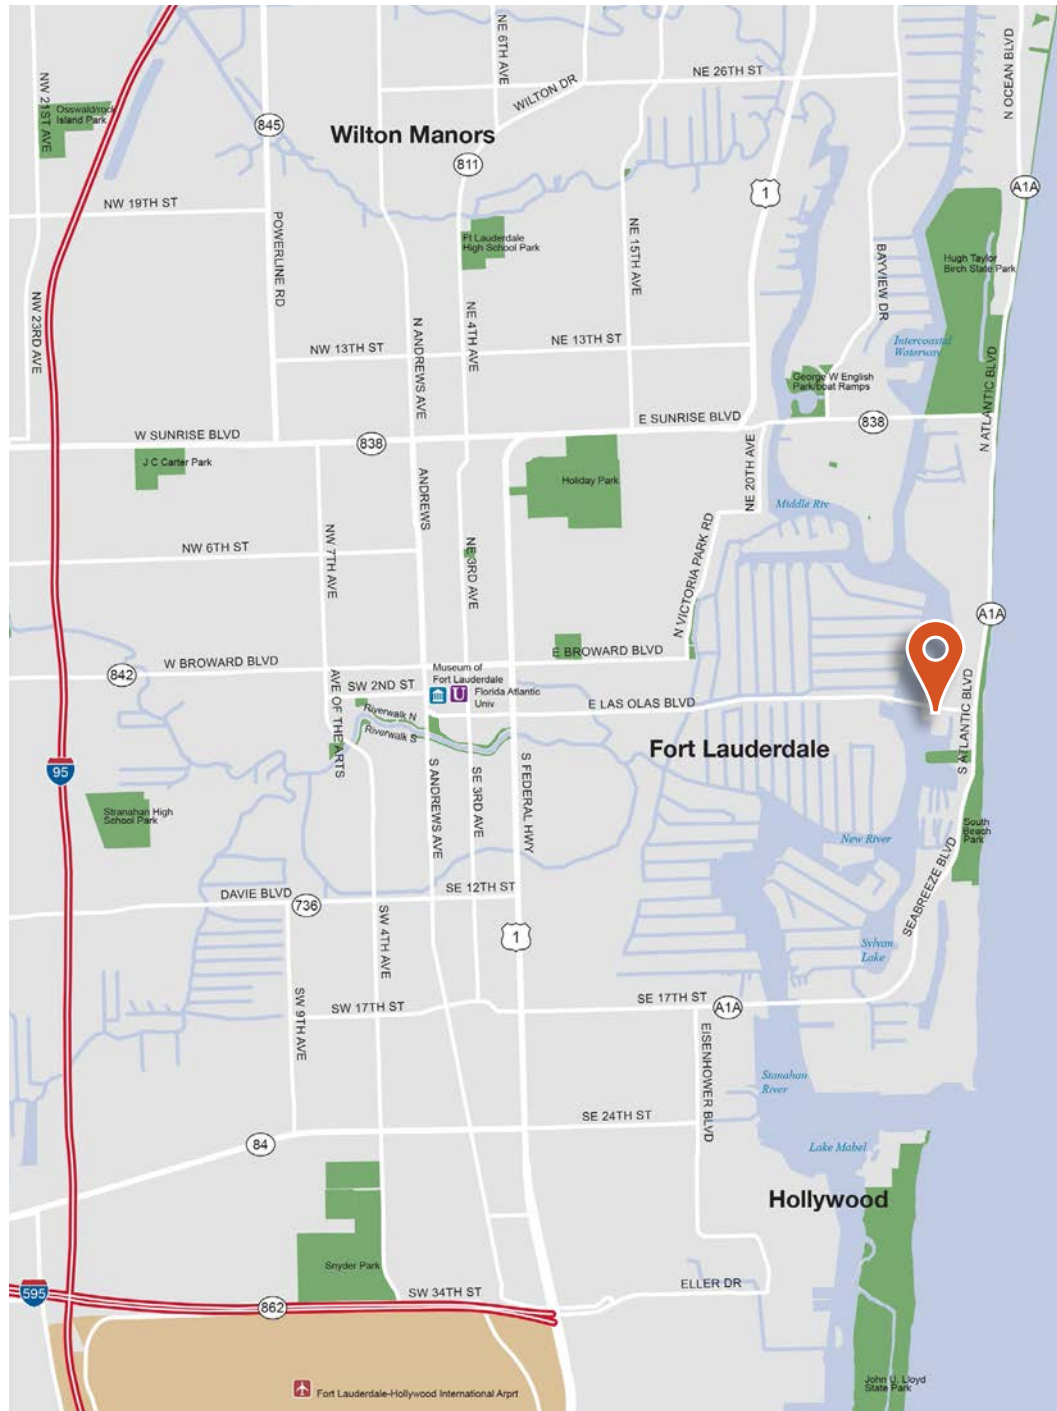 NE 6TH AVE
N OCEAN BLVD
NW 21ST AVE
NE 26TH ST
WILTON DR
Osswald/rock
Island Park
845
Wilton Manors
811
1
A1A
NW 19TH ST
POWERLINE RD
Ft Lauderdale
High School Park
NE 15TH AVE
BAYVIEW DR
Hugh Taylor
Birch State Park
NW 23RD AVE
N ANDREWS AVE
NE 4TH AVE
NW 13TH ST
NE 13TH ST
Intercoastal
Waterway
N ATLANTIC BLVD
George W English
Park/boat Ramps
E SUNRISE BLVD
838
W SUNRISE BLVD
838
J C Carter Park
ANDREWS
Holiday Park
NE 20TH AVE
Middle Riv
NW 6TH ST
NW 7TH AVE
NE 3RD AVE
N VICTORIA PARK RD
A1A
W BROWARD BLVD
842
E BROWARD BLVD
Museum of
Fort Lauderdale
SW 2ND ST
U
Florida Atlantic
Univ
E LAS OLAS BLVD
AVE OF THE ARTS
Riverwalk N
Riverwalk S
S ATLANTIC BLVD
Fort Lauderdale
95
S ANDREWS AVE
SE 3RD AVE
S FEDERAL HWY
Stranahan High
School Park
South
Beach
Park
New River
SEABREEZE BLVD
DAVIE BLVD
736
SE 12TH ST
SW 4TH AVE
1
Sylvan
Lake
SW 9TH AVE
SW 17TH ST
SE 17TH ST
A1A
EISENHOWER BLVD
Stanahan
River
SE 24TH ST
84
Lake Mabel
Hollywood
Snyder Park
595
862
SW 34TH ST
ELLER DR
Fort Lauderdale-Hollywood International Arprt
John U. Lloyd
State Park